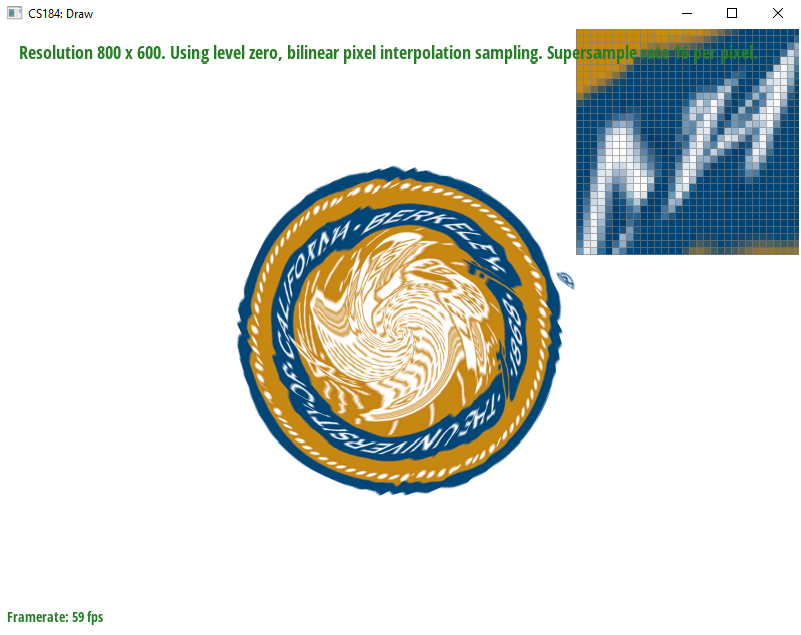 CS184: Draw
Resolution 800 x 600. Using level zero, bilinear pixel interpolation sampling. Supersample rate 16 per pixel.
THE UNIVERSITY OF CALIFORNIA · BERKELEY · 1868 ·
Framerate: 59 fps